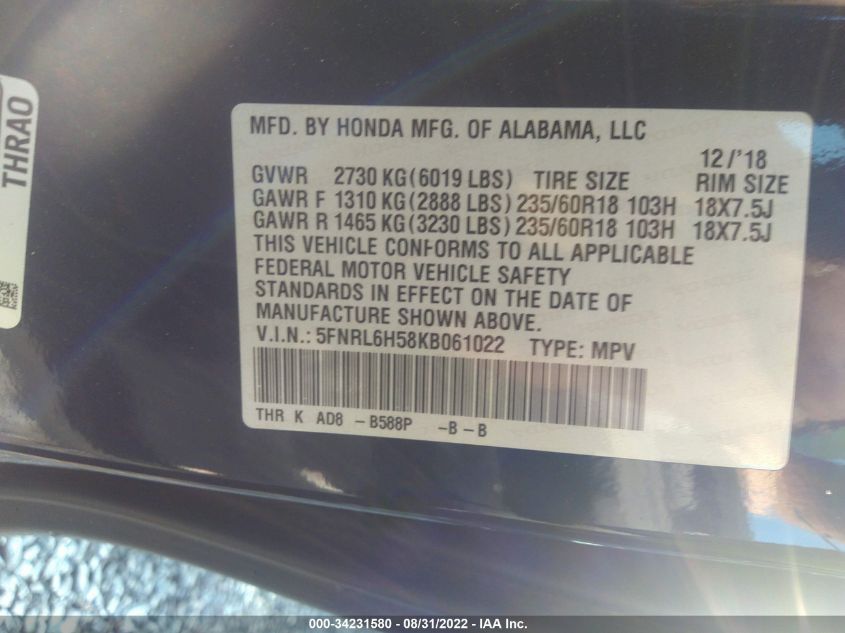 THRAO
MFD. BY HONDA MFG. OF ALABAMA, LLC
12/'18
GVWR 2730 KG(6019 LBS) TIRE SIZE RIM SIZE
GAWR F 1310 KG(2888 LBS) 235/60R18 103H 18X7.5J
GAWR R 1465 KG(3230 LBS) 235/60R18 103H 18X7.5J
THIS VEHICLE CONFORMS TO ALL APPLICABLE
FEDERAL MOTOR VEHICLE SAFETY
STANDARDS IN EFFECT ON THE DATE OF
MANUFACTURE SHOWN ABOVE.
V.I.N.: 5FNRL6H58KB061022 TYPE: MPV
THR K AD8 -B588P -B-B
000-34231580 - 08/31/2022 - IAA Inc.